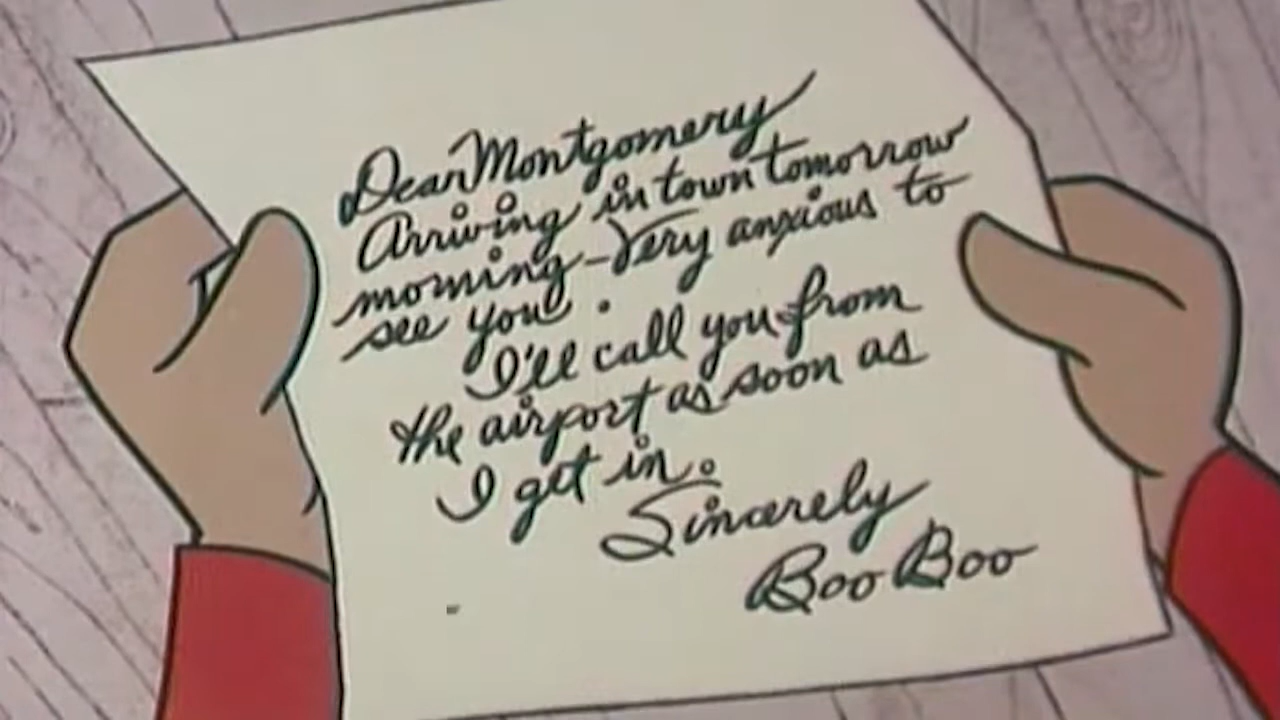 Dear Montgomery
Arriving in town tomorrow
morning - Very anxious to
see you.
I'll call you from
the airport as soon as
I get in.
Sincerely
Boo Boo